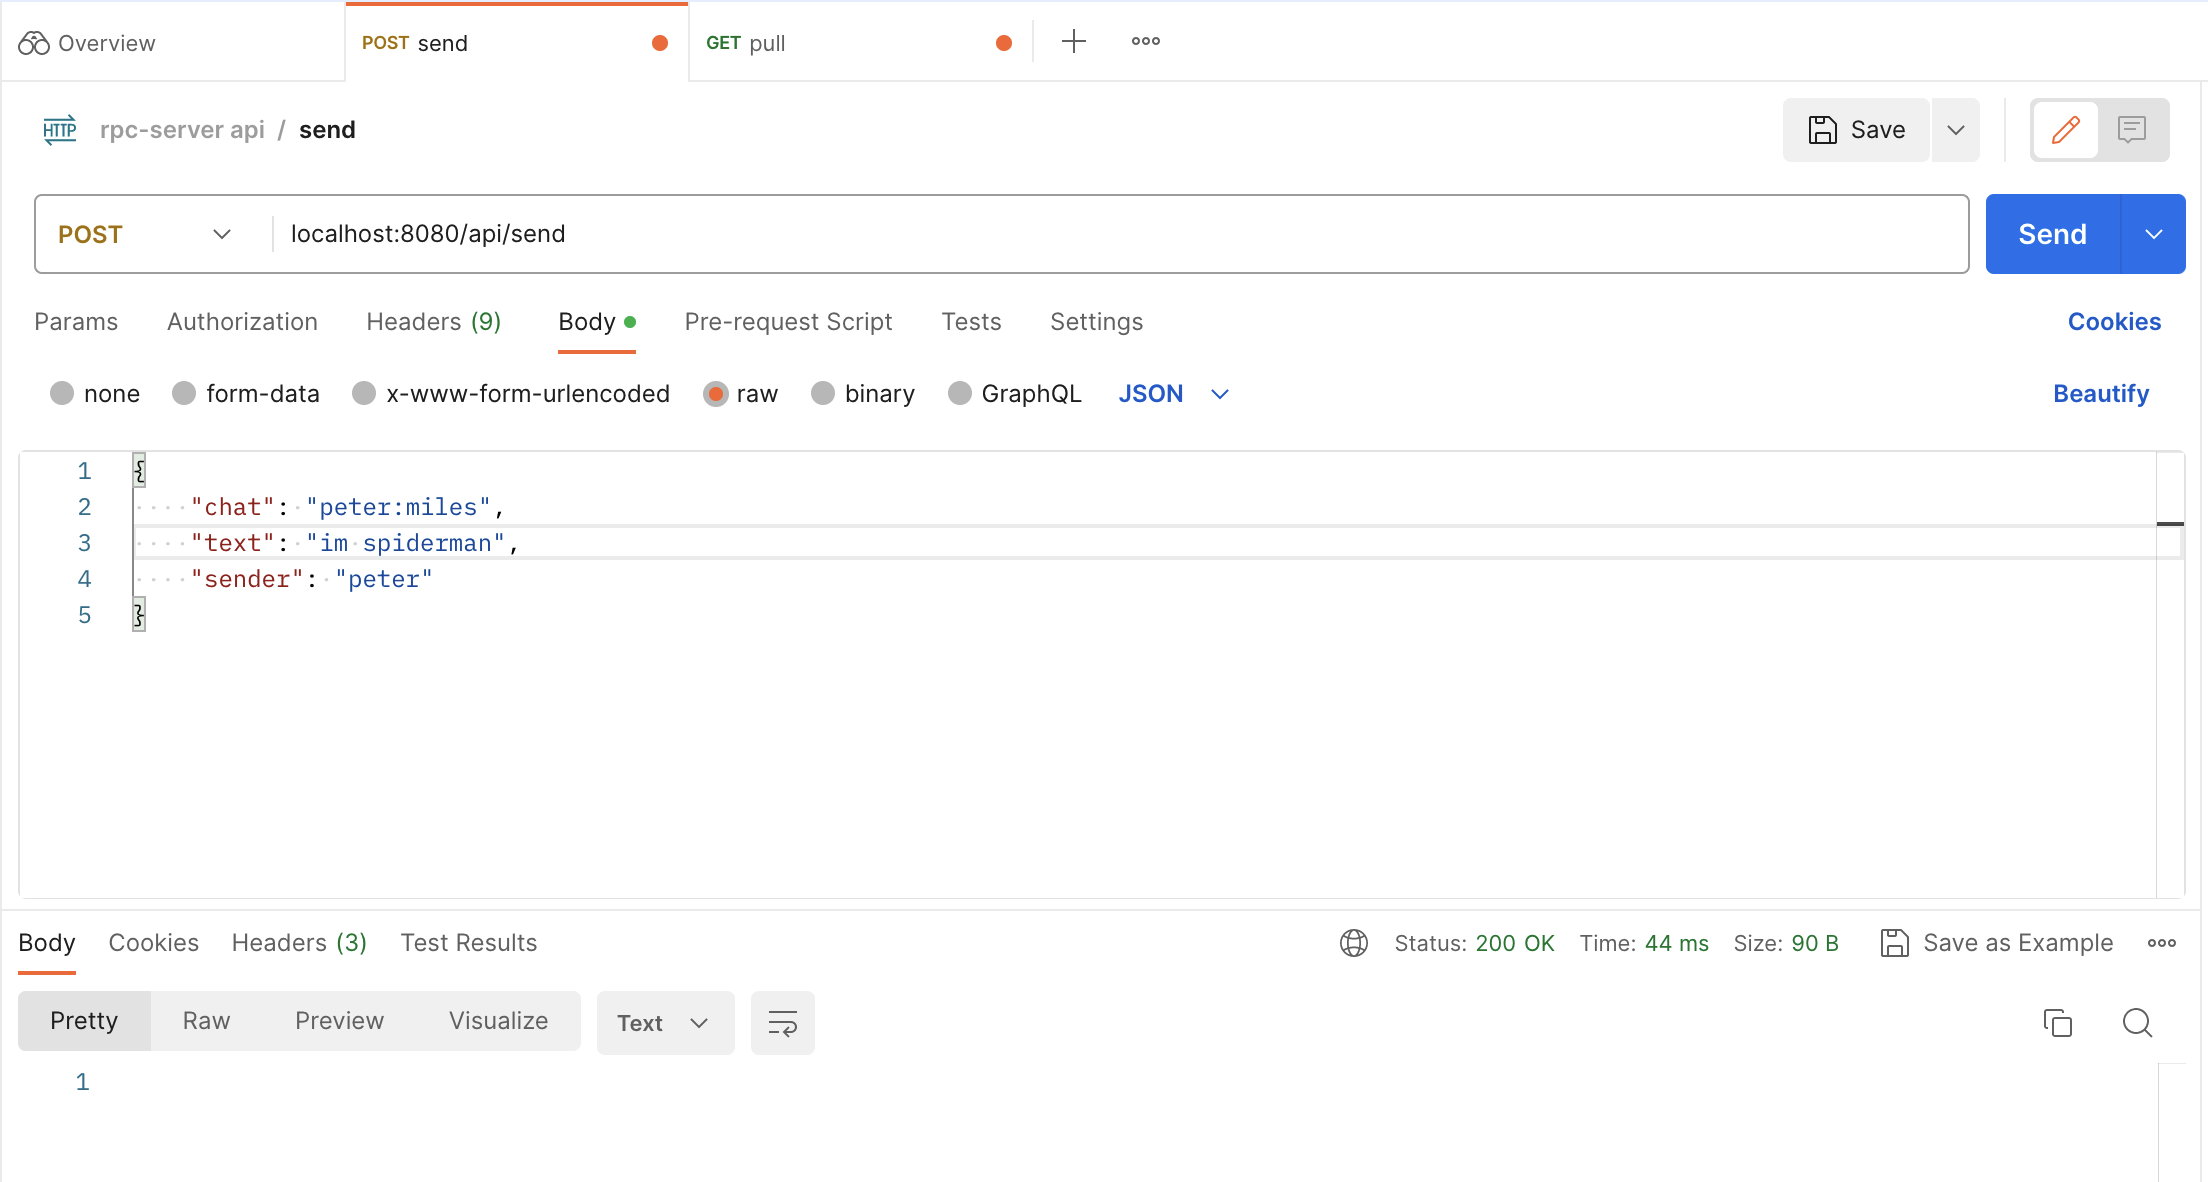 Overview
POST send
GET pull
HTTP rpc-server api / send
Save
POST
localhost:8080/api/send
Send
Params Authorization Headers (9) Body Pre-request Script Tests Settings Cookies
none form-data x-www-form-urlencoded raw binary GraphQL JSON Beautify
1 {
2 "chat": "peter:miles",
3 "text": "im spiderman",
4 "sender": "peter"
5 }
Body Cookies Headers (3) Test Results Status: 200 OK Time: 44 ms Size: 90 B Save as Example
Pretty Raw Preview Visualize Text
1